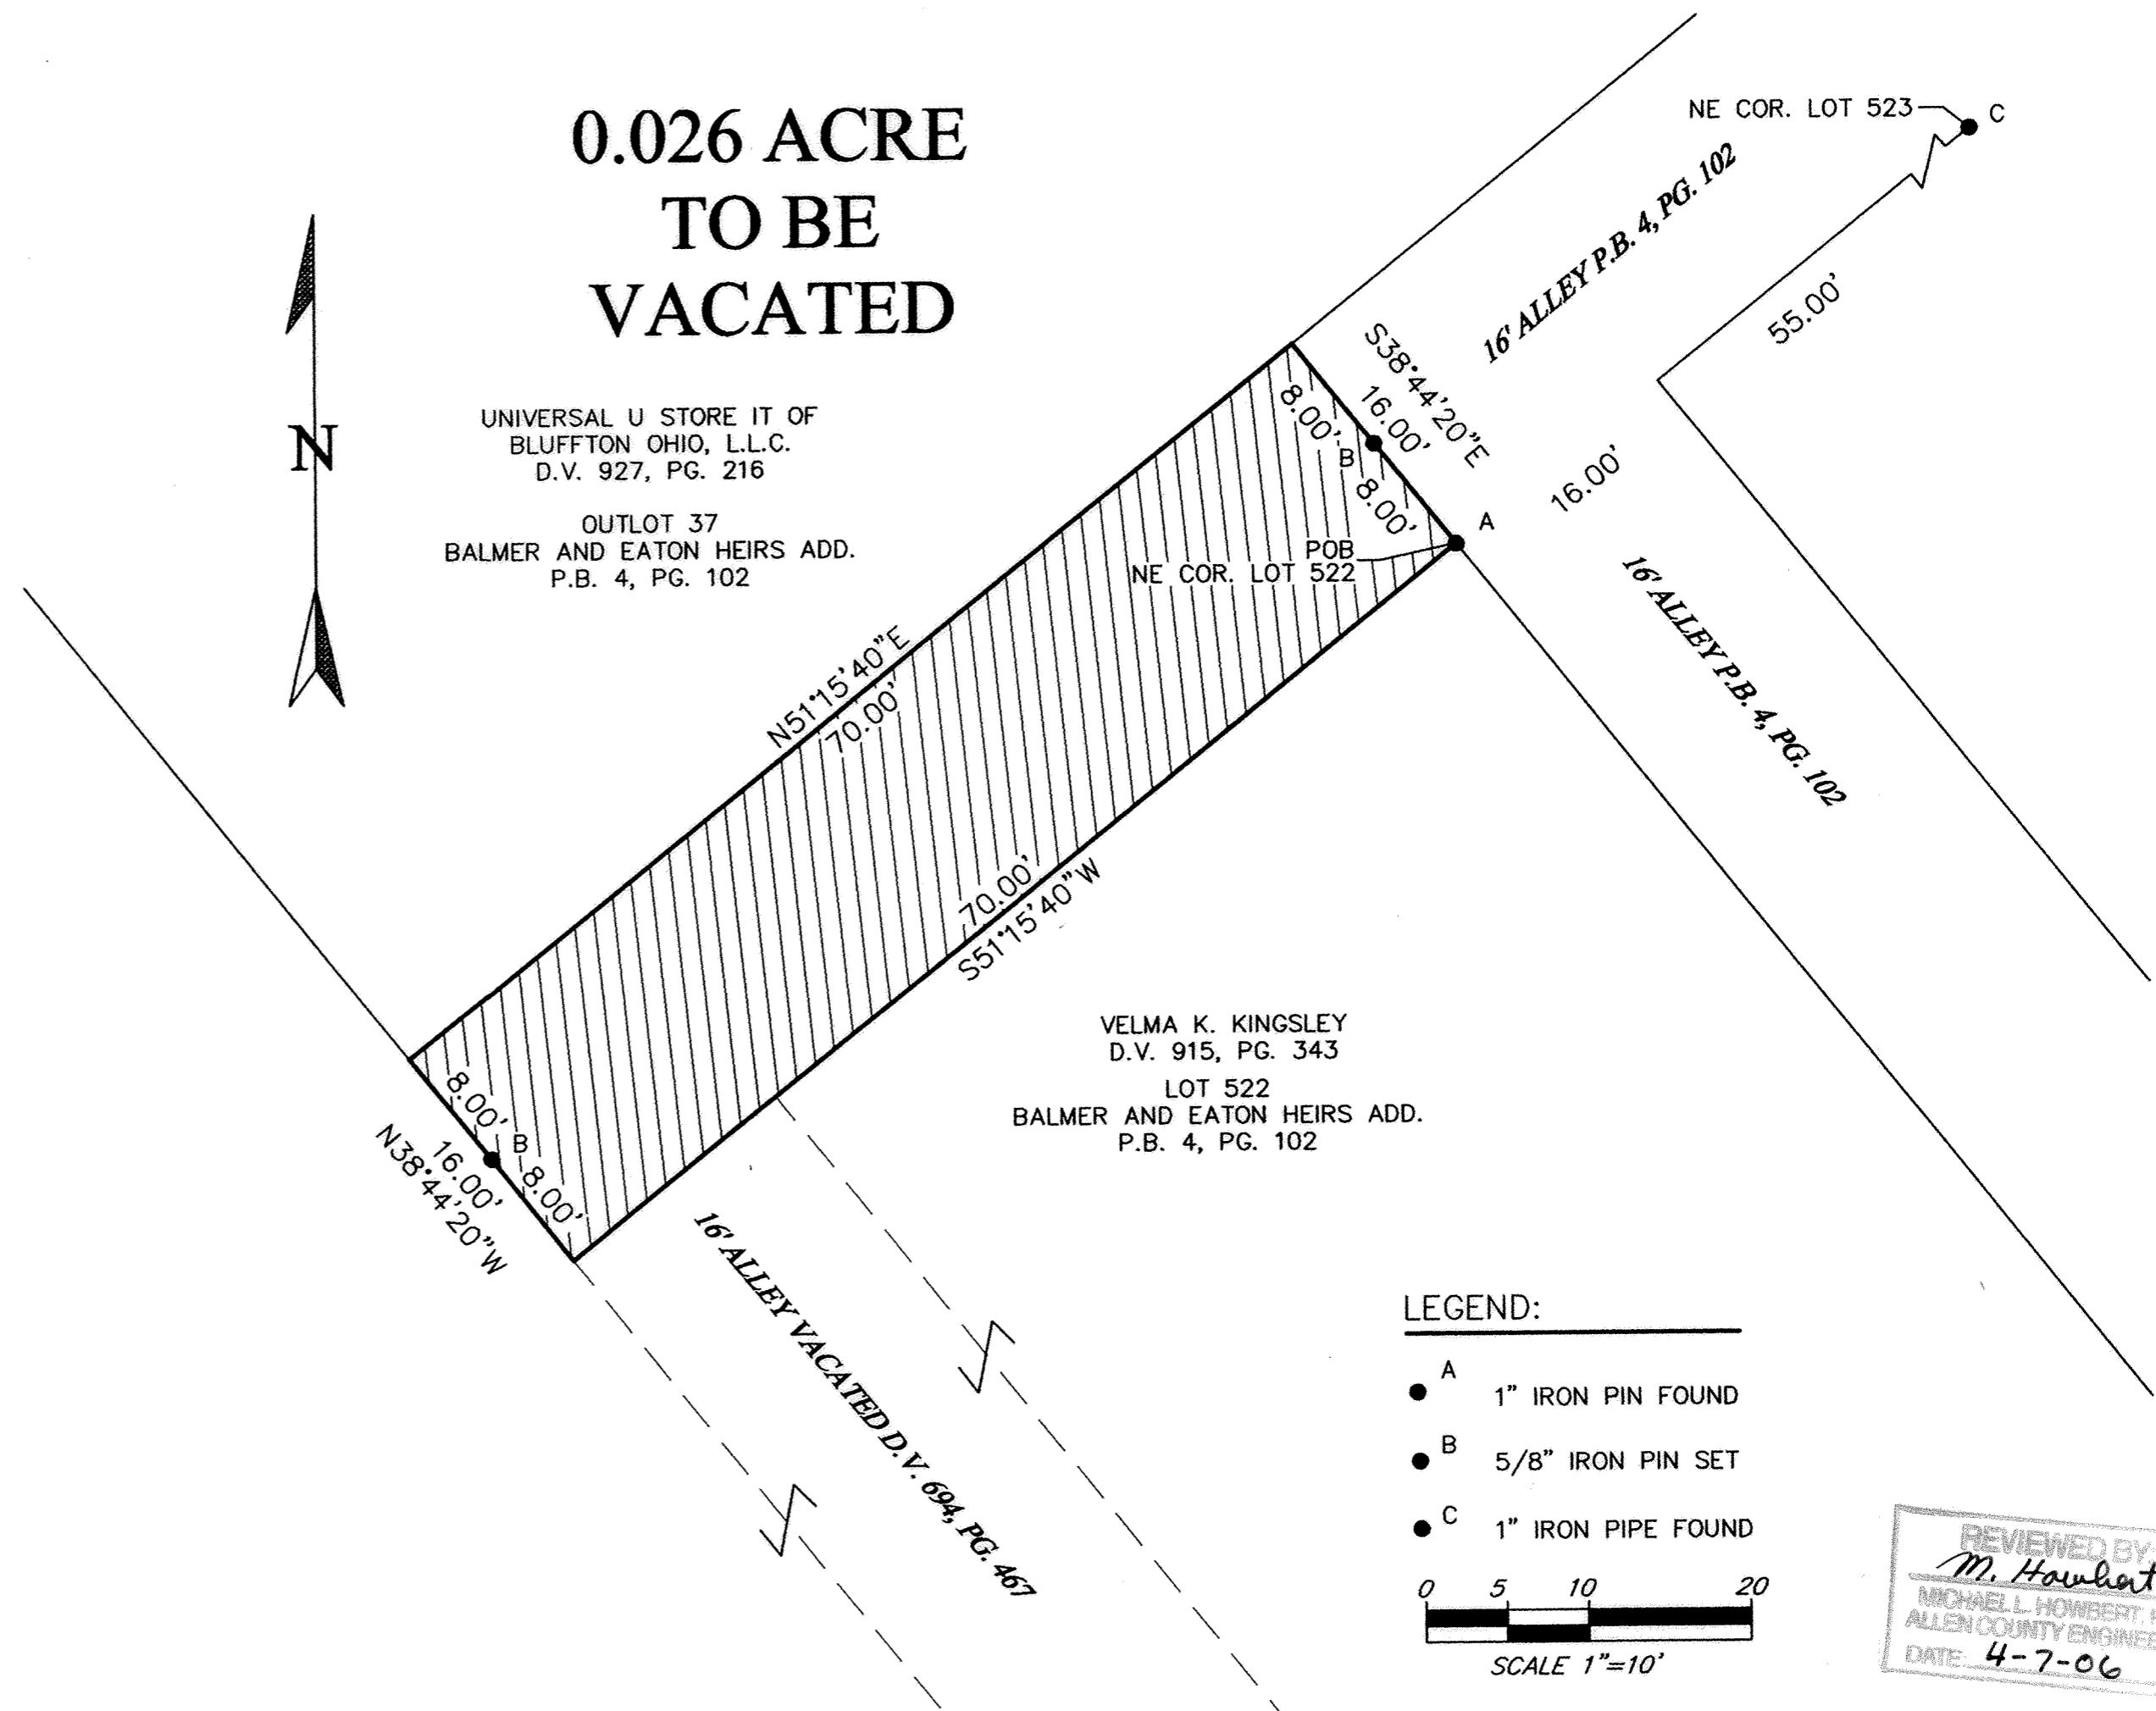 0.026 ACRE
TO BE
VACATED
NE COR. LOT 523
C
16' ALLEY P.B. 4, PG. 102
55.00'
N
UNIVERSAL U STORE IT OF
BLUFFTON OHIO, L.L.C.
D.V. 927, PG. 216
OUTLOT 37
BALMER AND EATON HEIRS ADD.
P.B. 4, PG. 102
S38°44'20"E
16.00'
8.00'
B
8.00'
A
POB
NE COR. LOT 522
16.00'
16' ALLEY P.B. 4, PG. 102
N51°15'40"E
70.00'
70.00'
S51°15'40"W
VELMA K. KINGSLEY
D.V. 915, PG. 343
LOT 522
BALMER AND EATON HEIRS ADD.
P.B. 4, PG. 102
8.00'
B
8.00'
16.00'
N38°44'20"W
16' ALLEY VACATED D.V. 694, PG. 467
LEGEND:
A
1" IRON PIN FOUND
B
5/8" IRON PIN SET
C
1" IRON PIPE FOUND
0 5 10 20
SCALE 1"=10'
REVIEWED BY
M. Howbert
MICHAEL L. HOWBERT,
ALLEN COUNTY ENGINEE
DATE 4-7-06